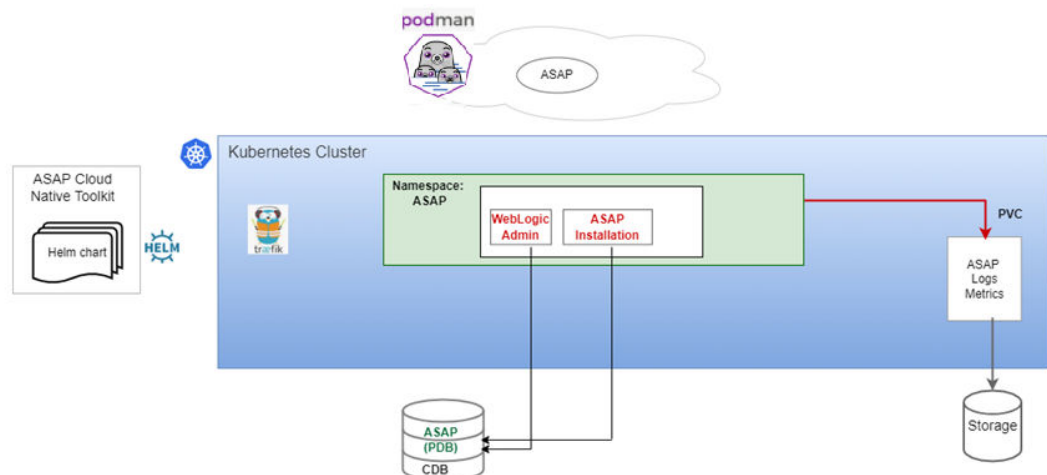 podman
ASAP
Kubernetes Cluster
ASAP Cloud
Native Toolkit
Helm chart
HELM
træfik
Namespace:
ASAP
WebLogic
Admin
ASAP
Installation
PVC
ASAP
Logs
Metrics
Storage
ASAP
(PDB)
CDB